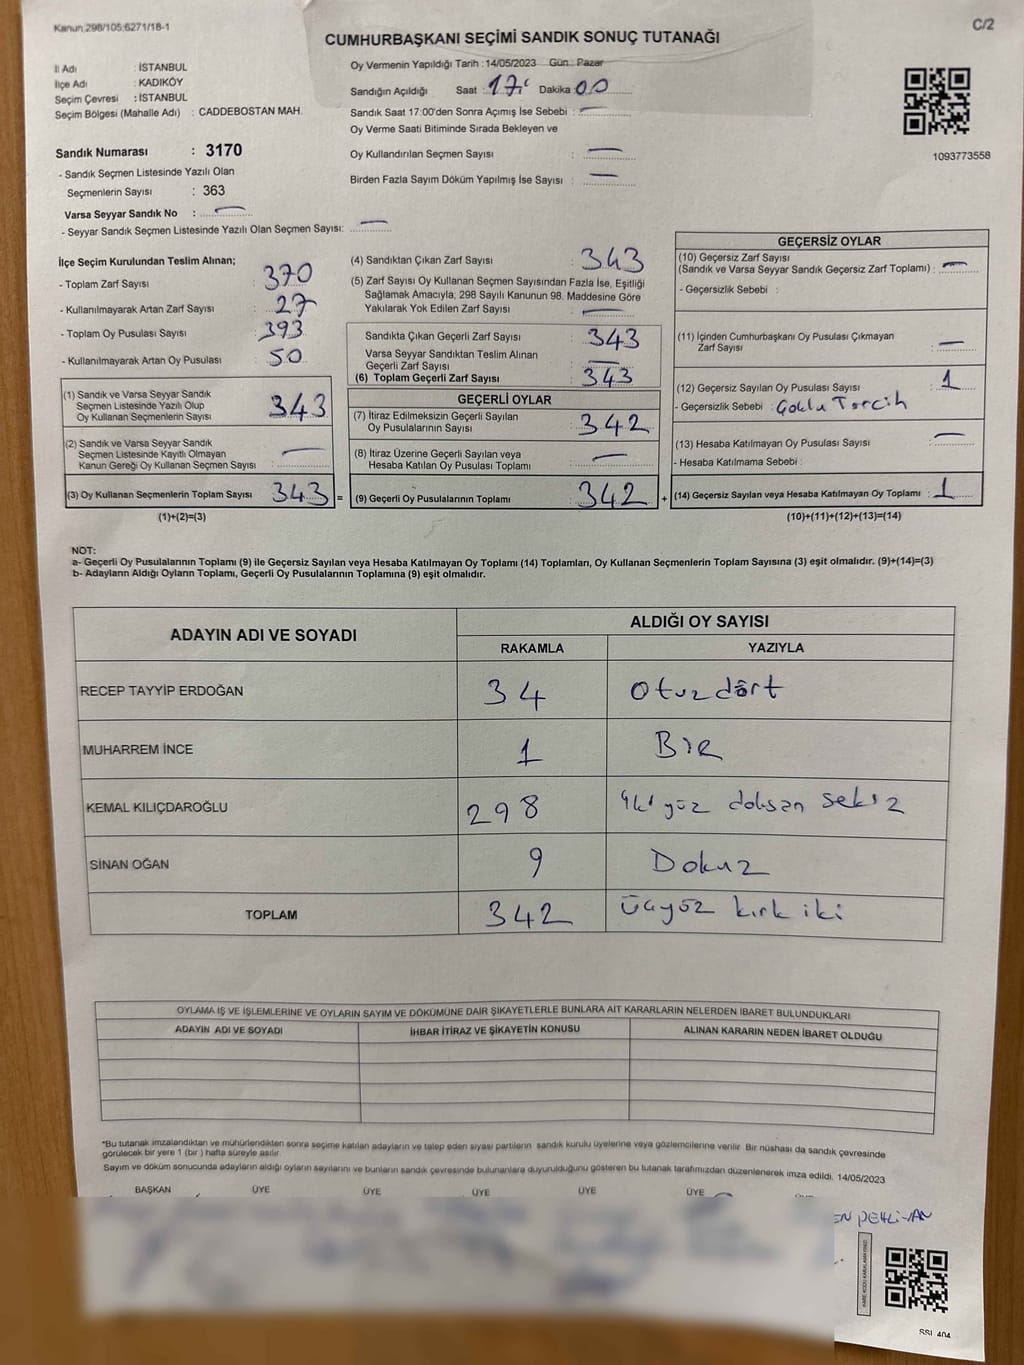 Kanun:298/105;6271/18-1
C/2
CUMHURBAŞKANI SEÇİMİ SANDIK SONUÇ TUTANAĞI
İl Adı : İSTANBUL
İlçe Adı : KADIKÖY
Seçim Çevresi : İSTANBUL
Seçim Bölgesi (Mahalle Adı) : CADDEBOSTAN MAH.
Sandık Numarası : 3170
- Sandık Seçmen Listesinde Yazılı Olan
Seçmenlerin Sayısı : 363
Varsa Seyyar Sandık No : —
- Seyyar Sandık Seçmen Listesinde Yazılı Olan Seçmen Sayısı: —
Oy Vermenin Yapıldığı Tarih : 14/05/2023 Gün : Pazar
Sandığın Açıldığı Saat : 17 Dakika : 00
Sandık Saat 17:00'den Sonra Açımış İse Sebebi : —
Oy Verme Saati Bitiminde Sırada Bekleyen ve
Oy Kullandırılan Seçmen Sayısı : —
Birden Fazla Sayım Döküm Yapılmış İse Sayısı : —
1093773558
İlçe Seçim Kurulundan Teslim Alınan;
- Toplam Zarf Sayısı : 370
- Kullanılmayarak Artan Zarf Sayısı : 27
- Toplam Oy Pusulası Sayısı : 393
- Kullanılmayarak Artan Oy Pusulası : 50
(1) Sandık ve Varsa Seyyar Sandık
Seçmen Listesinde Yazılı Olup
Oy Kullanan Seçmenlerin Sayısı : 343
(2) Sandık ve Varsa Seyyar Sandık
Seçmen Listesinde Kayıtlı Olmayan
Kanun Gereği Oy Kullanan Seçmen Sayısı : —
(3) Oy Kullanan Seçmenlerin Toplam Sayısı : 343 =
(1)+(2)=(3)
(4) Sandıktan Çıkan Zarf Sayısı : 343
(5) Zarf Sayısı Oy Kullanan Seçmen Sayısından Fazla İse, Eşitliği
Sağlamak Amacıyla; 298 Sayılı Kanunun 98. Maddesine Göre
Yakılarak Yok Edilen Zarf Sayısı : —
Sandıkta Çıkan Geçerli Zarf Sayısı : 343
Varsa Seyyar Sandıktan Teslim Alınan
Geçerli Zarf Sayısı : —
(6) Toplam Geçerli Zarf Sayısı : 343
GEÇERLİ OYLAR
(7) İtiraz Edilmeksizin Geçerli Sayılan
Oy Pusulalarının Sayısı : 342
(8) İtiraz Üzerine Geçerli Sayılan veya
Hesaba Katılan Oy Pusulası Toplamı : —
(9) Geçerli Oy Pusulalarının Toplamı : 342 +
GEÇERSİZ OYLAR
(10) Geçersiz Zarf Sayısı
(Sandık ve Varsa Seyyar Sandık Geçersiz Zarf Toplamı) : —
- Geçersizlik Sebebi :
(11) İçinden Cumhurbaşkanı Oy Pusulası Çıkmayan
Zarf Sayısı : —
(12) Geçersiz Sayılan Oy Pusulası Sayısı : 1
- Geçersizlik Sebebi : Çoklu Tercih
(13) Hesaba Katılmayan Oy Pusulası Sayısı : —
- Hesaba Katılmama Sebebi :
(14) Geçersiz Sayılan veya Hesaba Katılmayan Oy Toplamı : 1
(10)+(11)+(12)+(13)=(14)
NOT:
a- Geçerli Oy Pusulalarının Toplamı (9) ile Geçersiz Sayılan veya Hesaba Katılmayan Oy Toplamı (14) Toplamları, Oy Kullanan Seçmenlerin Toplam Sayısına (3) eşit olmalıdır. (9)+(14)=(3)
b- Adayların Aldığı Oyların Toplamı, Geçerli Oy Pusulalarının Toplamına (9) eşit olmalıdır.
ADAYIN ADI VE SOYADI
ALDIĞI OY SAYISI
RAKAMLA YAZIYLA
RECEP TAYYİP ERDOĞAN 34 Otuzdört
MUHARREM İNCE 1 BİR
KEMAL KILIÇDAROĞLU 298 iki yüz doksan sekiz
SİNAN OĞAN 9 Dokuz
TOPLAM 342 üçyüz kırk iki
OYLAMA İŞ VE İŞLEMLERİNE VE OYLARIN SAYIM VE DÖKÜMÜNE DAİR ŞİKAYETLERLE BUNLARA AİT KARARLARIN NELERDEN İBARET BULUNDUKLARI
ADAYIN ADI VE SOYADI İHBAR İTİRAZ VE ŞİKAYETİN KONUSU ALINAN KARARIN NEDEN İBARET OLDUĞU
*Bu tutanak imzalandıktan ve mühürlendikten sonra seçime katılan adayların ve talep eden siyasi partilerin sandık kurulu üyelerine veya gözlemcilerine verilir. Bir nüshası da sandık çevresinde
görülecek bir yere 1 (bir ) hafta süreyle asılır.
Sayım ve döküm sonucunda adayların aldığı oyların sayılarını ve bunların sandık çevresinde bulunanlara duyurulduğunu gösteren bu tutanak tarafımızdan düzenlenerek imza edildi. 14/05/2023
BAŞKAN ÜYE ÜYE ÜYE ÜYE ÜYE
EN PEHLİVAN